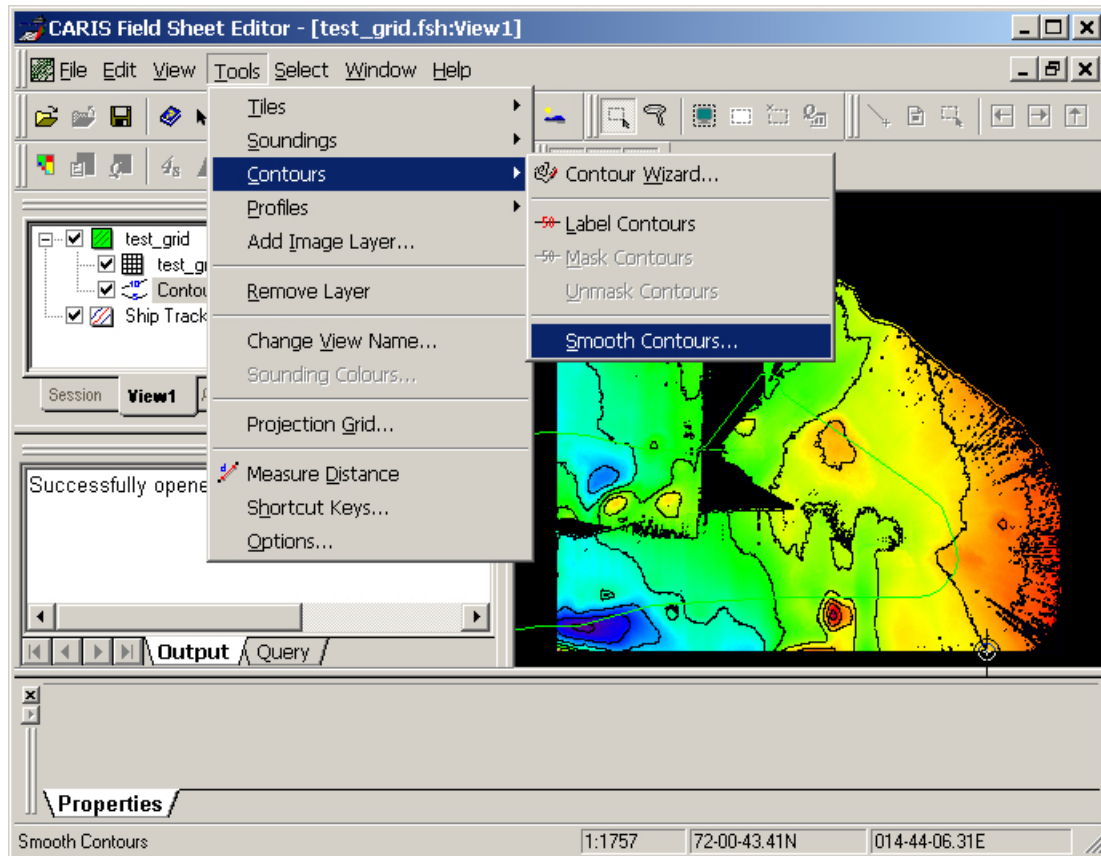 CARIS Field Sheet Editor - [test_grid.fsh:View1]
File Edit View Tools Select Window Help
Tiles
Soundings
Contours
Profiles
Add Image Layer...
Remove Layer
Change View Name...
Sounding Colours...
Projection Grid...
Measure Distance
Shortcut Keys...
Options...
Contour Wizard...
Label Contours
Mask Contours
Unmask Contours
Smooth Contours...
test_grid
test_gr
Contou
Ship Track
Session View1
Successfully opene
Output Query
Properties
Smooth Contours 1:1757 72-00-43.41N 014-44-06.31E